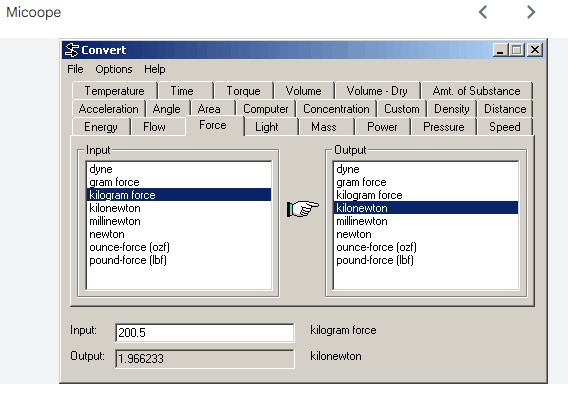 Micoope
Convert
File Options Help
Temperature Time Torque Volume Volume - Dry Amt. of Substance
Acceleration Angle Area Computer Concentration Custom Density Distance
Energy Flow Force Light Mass Power Pressure Speed
Input
dyne
gram force
kilogram force
kilonewton
millinewton
newton
ounce-force (ozf)
pound-force (lbf)
Output
dyne
gram force
kilogram force
kilonewton
millinewton
newton
ounce-force (ozf)
pound-force (lbf)
Input: 200.5 kilogram force
Output: 1.966233 kilonewton